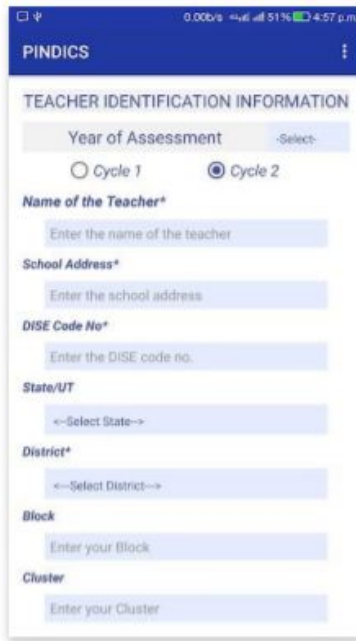 0.00b/s 51% 4:57 p.m
PINDICS
TEACHER IDENTIFICATION INFORMATION
Year of Assessment -Select-
Cycle 1 Cycle 2
Name of the Teacher*
Enter the name of the teacher
School Address*
Enter the school address
DISE Code No*
Enter the DISE code no.
State/UT
<--Select State-->
District*
<--Select District-->
Block
Enter your Block
Cluster
Enter your Cluster